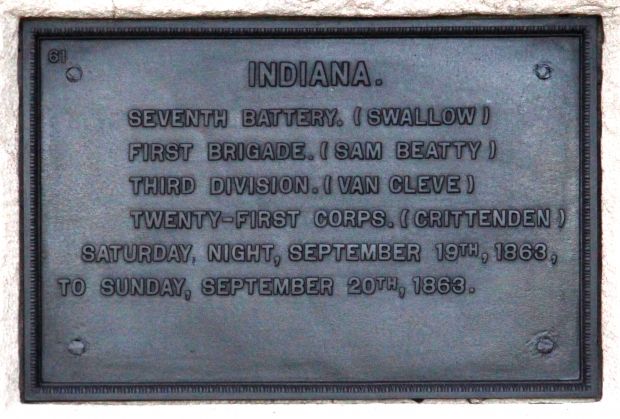 61
INDIANA.
SEVENTH BATTERY. (SWALLOW)
FIRST BRIGADE. (SAM BEATTY)
THIRD DIVISION. (VAN CLEVE)
TWENTY-FIRST CORPS. (CRITTENDEN)
SATURDAY, NIGHT, SEPTEMBER 19TH, 1863,
TO SUNDAY, SEPTEMBER 20TH, 1863.